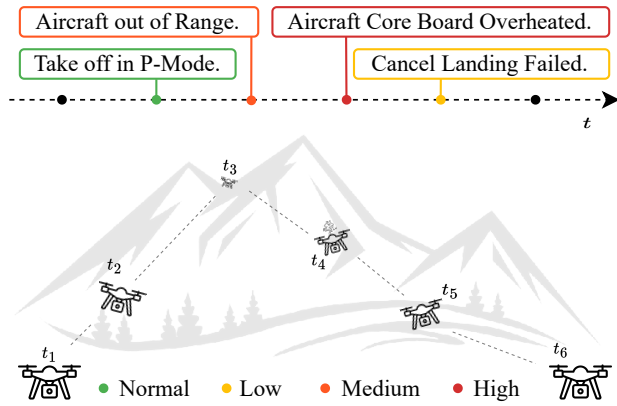 Aircraft out of Range.
Aircraft Core Board Overheated.
Take off in P-Mode.
Cancel Landing Failed.
t
t3
t2
t4
t5
t1
t6
Normal
Low
Medium
High